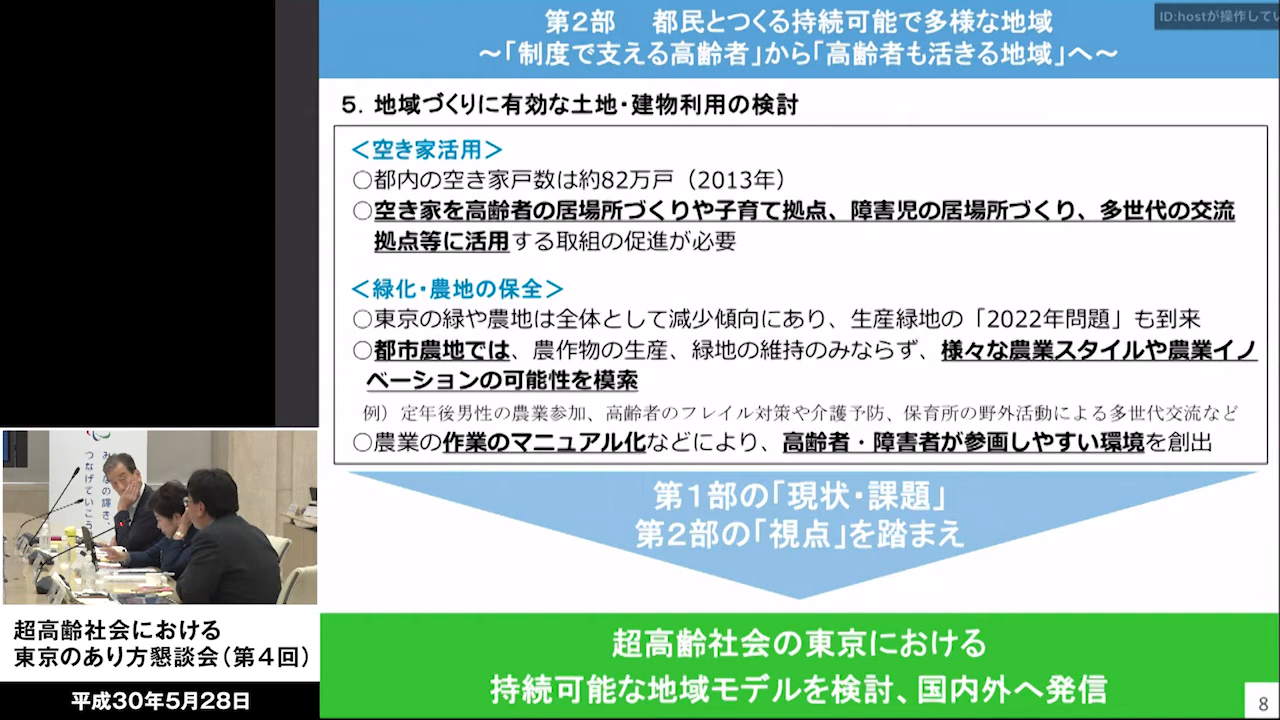 ID:hostが操作してい
第2部 都民とつくる持続可能で多様な地域
~「制度で支える高齢者」から「高齢者も活きる地域」へ~
5．地域づくりに有効な土地・建物利用の検討
＜空き家活用＞
○都内の空き家戸数は約82万戸（2013年）
○空き家を高齢者の居場所づくりや子育て拠点、障害児の居場所づくり、多世代の交流
拠点等に活用する取組の促進が必要
＜緑化・農地の保全＞
○東京の緑や農地は全体として減少傾向にあり、生産緑地の「2022年問題」も到来
○都市農地では、農作物の生産、緑地の維持のみならず、様々な農業スタイルや農業イノ
ベーションの可能性を模索
例）定年後男性の農業参加、高齢者のフレイル対策や介護予防、保育所の野外活動による多世代交流など
○農業の作業のマニュアル化などにより、高齢者・障害者が参画しやすい環境を創出
第1部の「現状・課題」
第2部の「視点」を踏まえ
超高齢社会の東京における
持続可能な地域モデルを検討、国内外へ発信
8
つなげていこう
超高齢社会における
東京のあり方懇談会（第4回）
平成30年5月28日